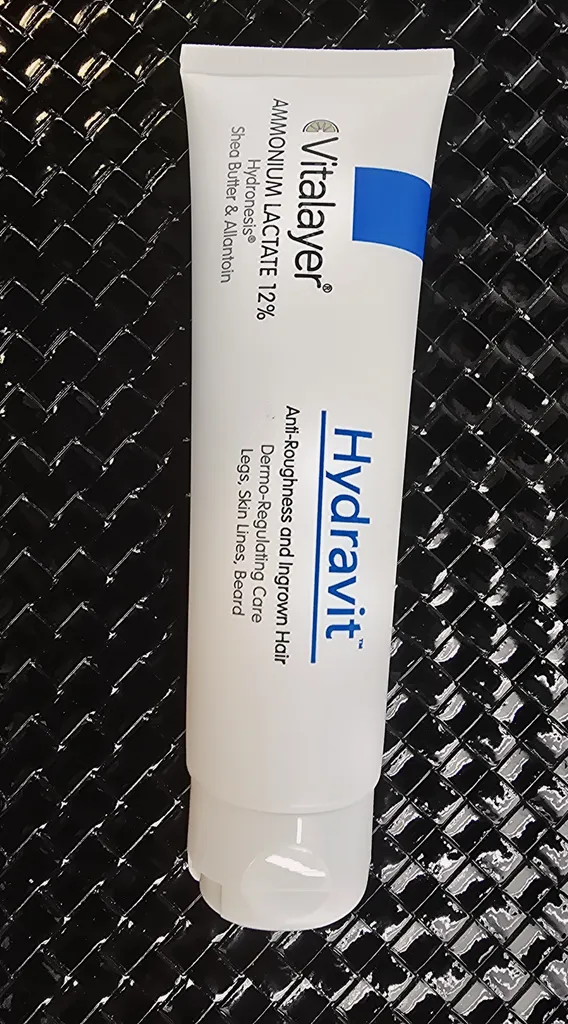 Vitalayer®
AMMONIUM LACTATE 12%
Hydronesis®
Shea Butter & Allantoin
Hydravit™
Anti-Roughness and Ingrown Hair
Dermo-Regulating Care
Legs, Skin Lines, Beard